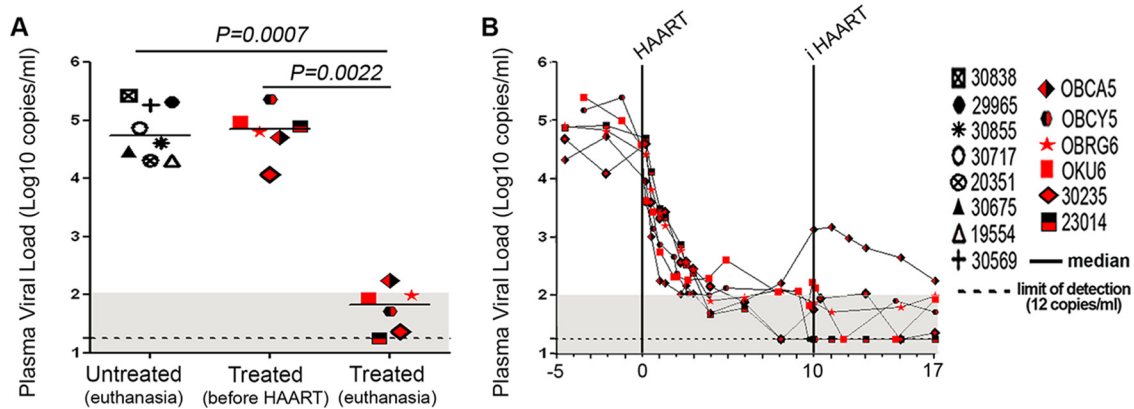 A
P=0.0007
P=0.0022
Plasma Viral Load (Log10 copies/ml)
6
5
4
3
2
1
Untreated
(euthanasia)
Treated
(before HAART)
Treated
(euthanasia)
B
HAART
i HAART
Plasma Viral Load (Log10 copies/ml)
6
5
4
3
2
1
-5
0
10
17
30838
29965
30855
30717
20351
30675
19554
30569
OBCA5
OBCY5
OBRG6
OKU6
30235
23014
median
limit of detection
(12 copies/ml)